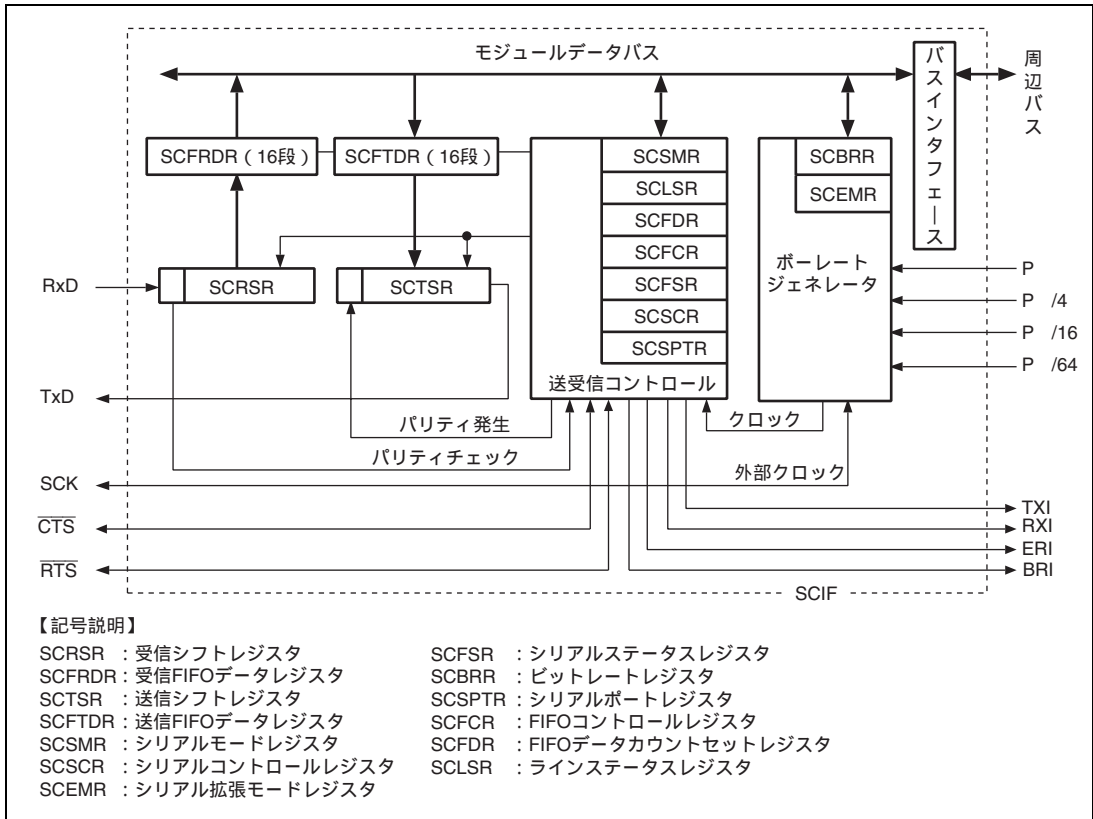 モジュールデータバス
バスインタフェース
周辺バス
SCFRDR（16段）
SCFTDR（16段）
SCSMR
SCLSR
SCFDR
SCFCR
SCFSR
SCSCR
SCSPTR
送受信コントロール
SCBRR
SCEMR
ボーレート
ジェネレータ
RxD
SCRSR
SCTSR
P
P /4
P /16
P /64
TxD
パリティ発生
パリティチェック
クロック
外部クロック
SCK
CTS
RTS
TXI
RXI
ERI
BRI
SCIF
【記号説明】
SCRSR ：受信シフトレジスタ
SCFRDR：受信FIFOデータレジスタ
SCTSR ：送信シフトレジスタ
SCFTDR：送信FIFOデータレジスタ
SCSMR ：シリアルモードレジスタ
SCSCR ：シリアルコントロールレジスタ
SCEMR ：シリアル拡張モードレジスタ
SCFSR ：シリアルステータスレジスタ
SCBRR ：ビットレートレジスタ
SCSPTR：シリアルポートレジスタ
SCFCR ：FIFOコントロールレジスタ
SCFDR ：FIFOデータカウントセットレジスタ
SCLSR ：ラインステータスレジスタ